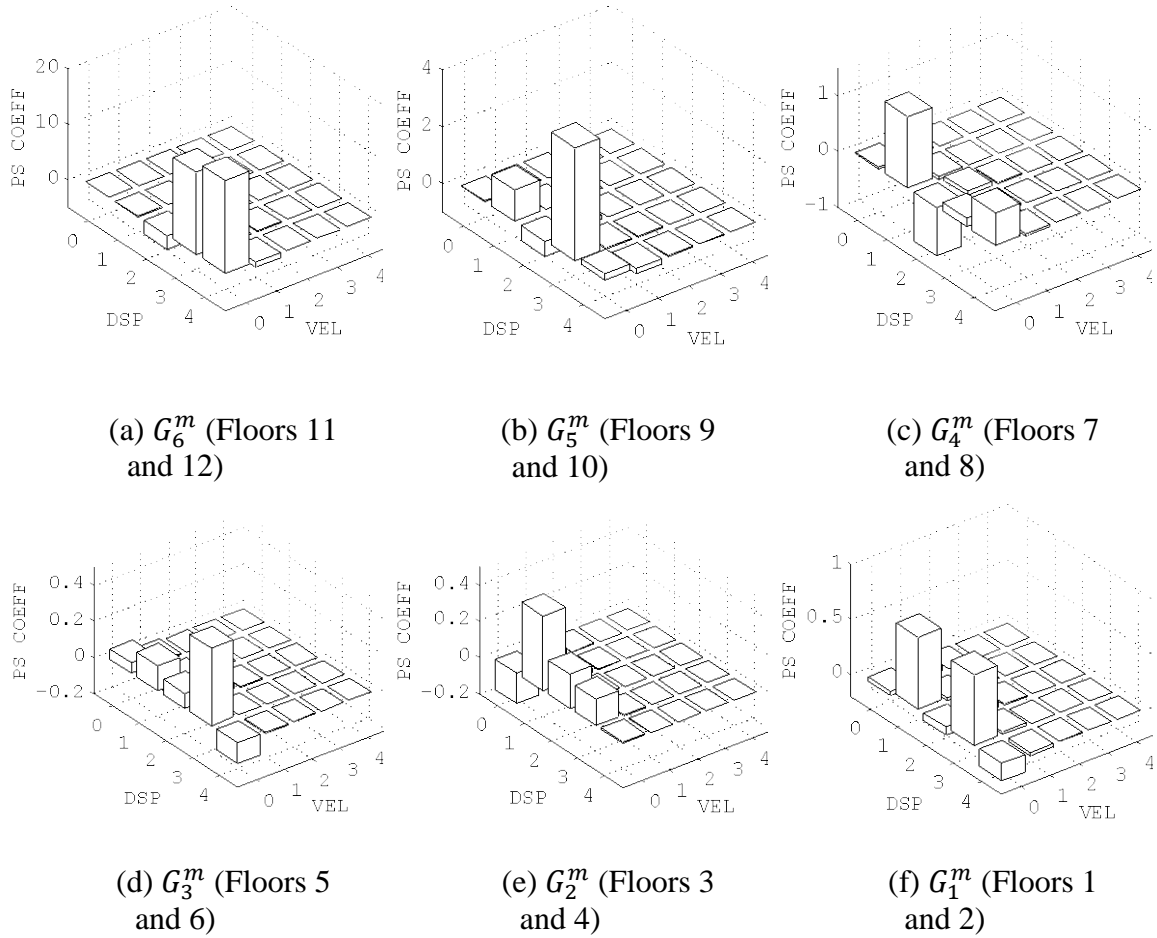 20
10
0
PS COEFF
0
1
2
3
4
DSP
0
1
2
3
4
VEL
4
2
0
PS COEFF
0
1
2
3
4
DSP
0
1
2
3
4
VEL
1
0
-1
PS COEFF
0
1
2
3
4
DSP
0
1
2
3
4
VEL
(a) G₆ᵐ (Floors 11
and 12)
(b) G₅ᵐ (Floors 9
and 10)
(c) G₄ᵐ (Floors 7
and 8)
0.4
0.2
0
-0.2
PS COEFF
0
1
2
3
4
DSP
0
1
2
3
4
VEL
0.4
0.2
0
-0.2
PS COEFF
0
1
2
3
4
DSP
0
1
2
3
4
VEL
1
0.5
0
PS COEFF
0
1
2
3
4
DSP
0
1
2
3
4
VEL
(d) G₃ᵐ (Floors 5
and 6)
(e) G₂ᵐ (Floors 3
and 4)
(f) G₁ᵐ (Floors 1
and 2)